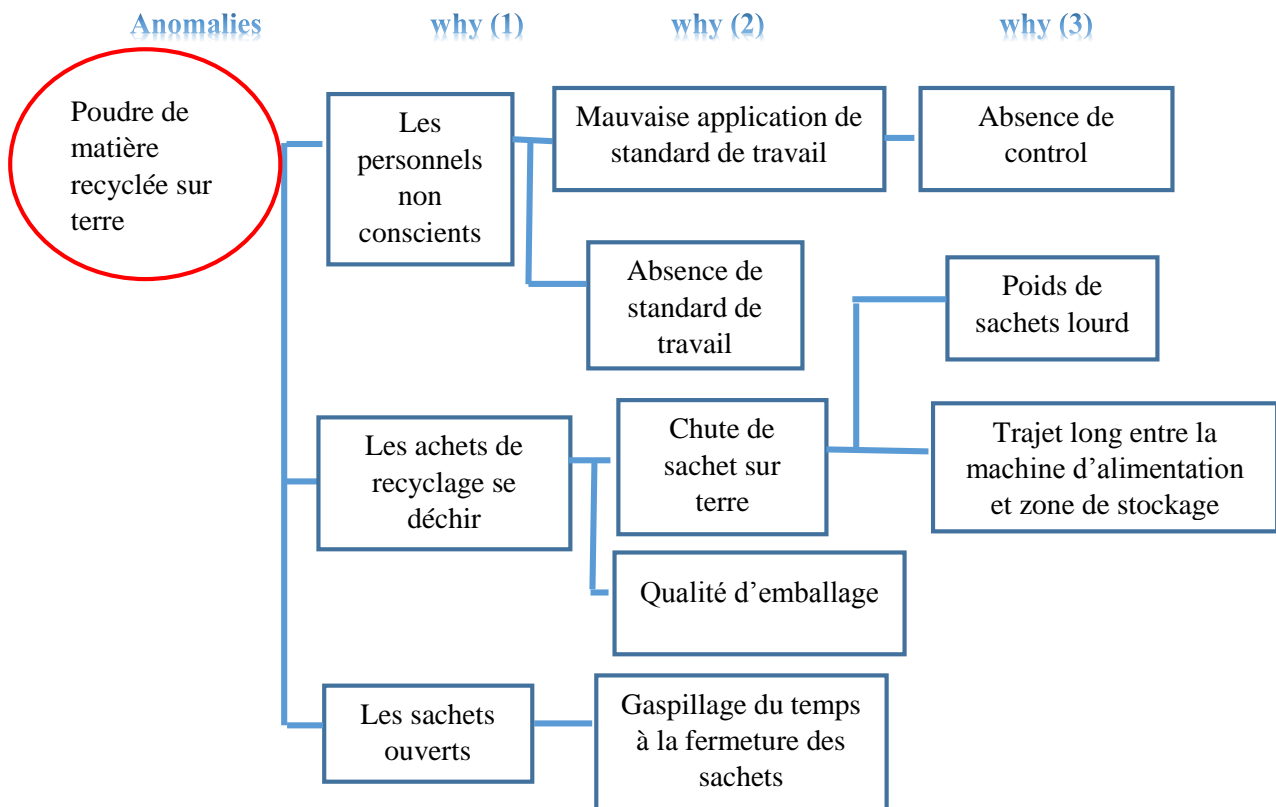 Anomalies why (1) why (2) why (3)
Poudre de
matière
recyclée sur
terre
Les
personnels
non
conscients
Mauvaise application de
standard de travail
Absence de
control
Absence de
standard de
travail
Poids de
sachets lourd
Les achets de
recyclage se
déchir
Chute de
sachet sur
terre
Trajet long entre la
machine d’alimentation
et zone de stockage
Qualité d’emballage
Les sachets
ouverts
Gaspillage du temps
à la fermeture des
sachets